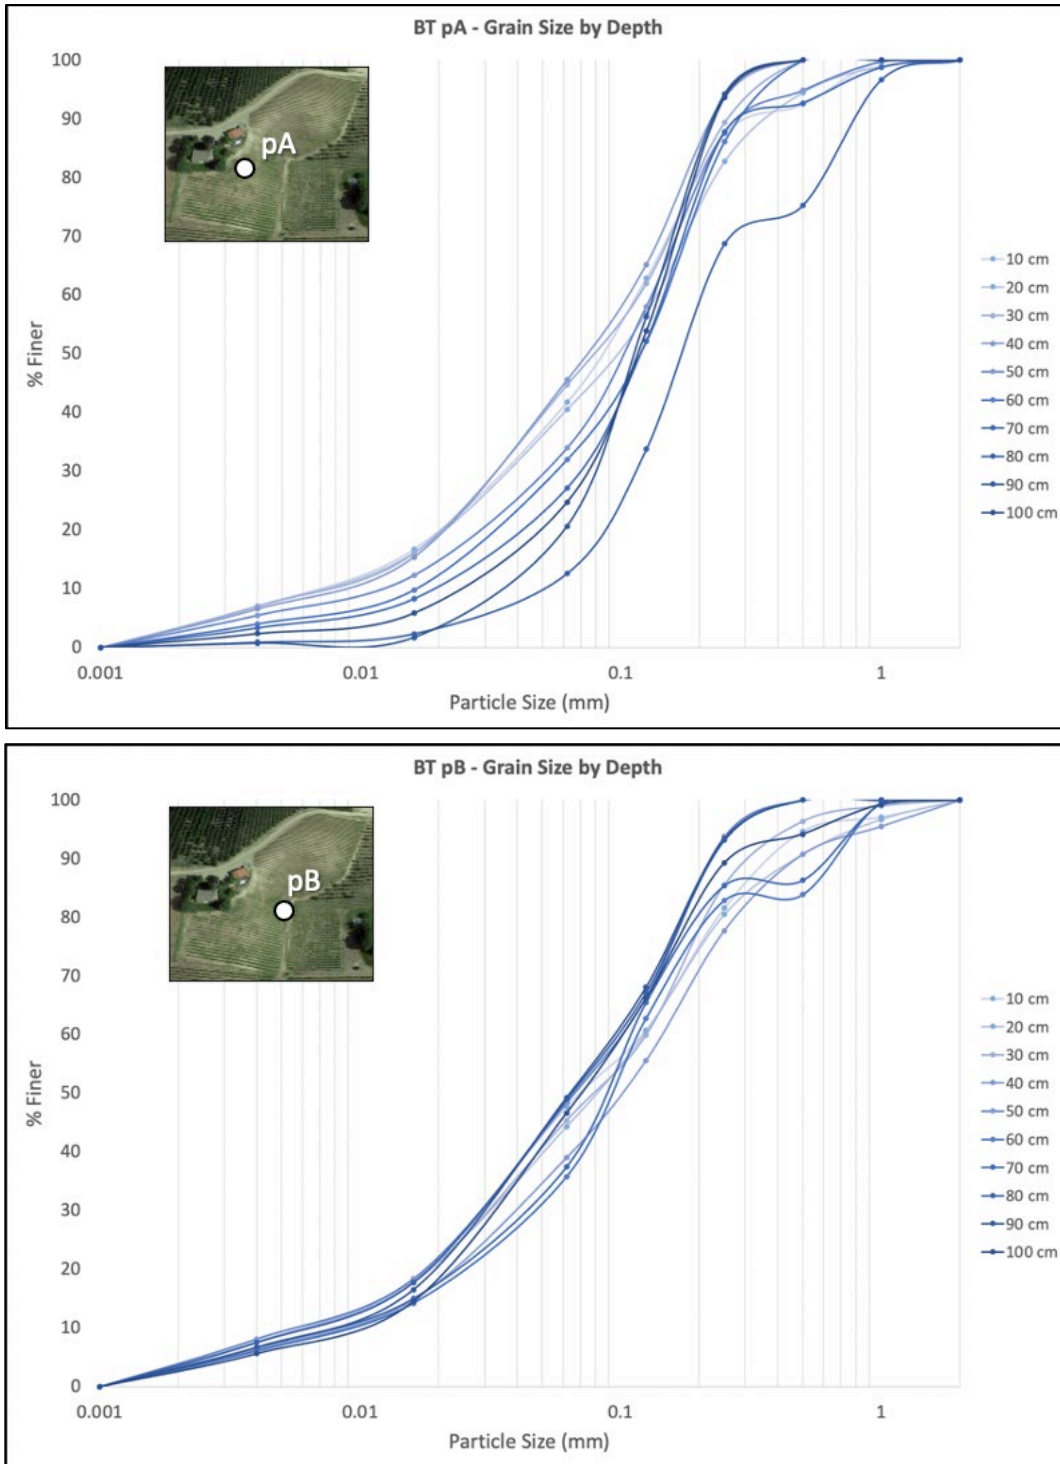 BT pA - Grain Size by Depth
% Finer
100
90
80
70
60
50
40
30
20
10
0
pA
0.001
0.01
0.1
1
Particle Size (mm)
10 cm
20 cm
30 cm
40 cm
50 cm
60 cm
70 cm
80 cm
90 cm
100 cm
BT pB - Grain Size by Depth
% Finer
100
90
80
70
60
50
40
30
20
10
0
pB
0.001
0.01
0.1
1
Particle Size (mm)
10 cm
20 cm
30 cm
40 cm
50 cm
60 cm
70 cm
80 cm
90 cm
100 cm